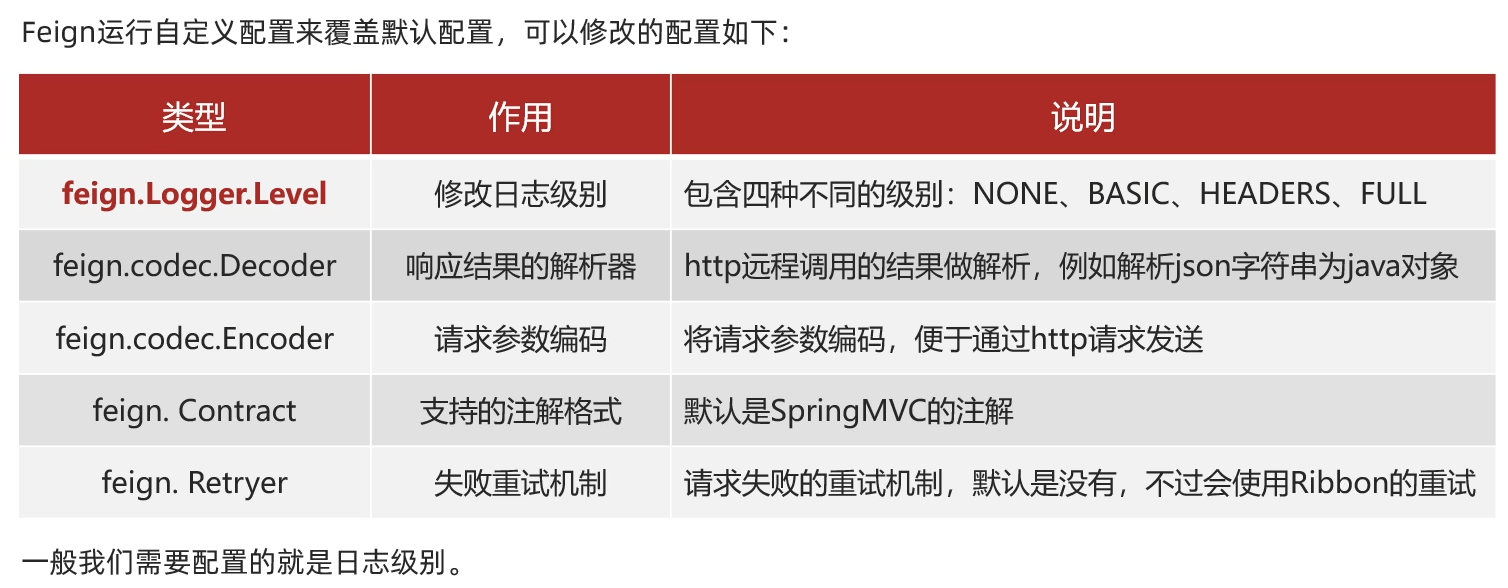 Feign运行自定义配置来覆盖默认配置，可以修改的配置如下：
类型 作用 说明
feign.Logger.Level 修改日志级别 包含四种不同的级别：NONE、BASIC、HEADERS、FULL
feign.codec.Decoder 响应结果的解析器 http远程调用的结果做解析，例如解析json字符串为java对象
feign.codec.Encoder 请求参数编码 将请求参数编码，便于通过http请求发送
feign. Contract 支持的注解格式 默认是SpringMVC的注解
feign. Retryer 失败重试机制 请求失败的重试机制，默认是没有，不过会使用Ribbon的重试
一般我们需要配置的就是日志级别。